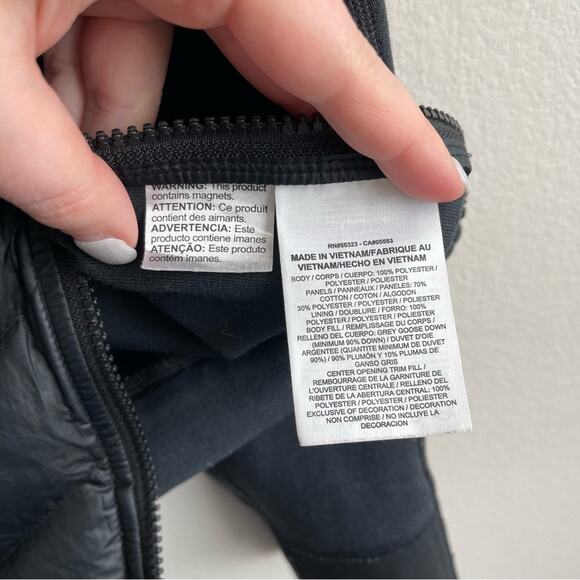 WARNING: This product
contains magnets.
ATTENTION: Ce produit
contient des aimants.
ADVERTENCIA: Este
producto contiene imanes
ATENÇÃO: Este produto
contém imanes.
RN#56323 - CA#05553
MADE IN VIETNAM/FABRIQUE AU
VIETNAM/HECHO EN VIETNAM
BODY / CORPS / CUERPO: 100% POLYESTER /
POLYESTER / POLIESTER
PANELS / PANNEAUX / PANELES: 70%
COTTON / COTON / ALGODON
30% POLYESTER / POLYESTER / POLIESTER
LINING / DOUBLURE / FORRO: 100%
POLYESTER / POLYESTER / POLIESTER
BODY FILL / REMPLISSAGE DU CORPS /
RELLENO DEL CUERPO: GREY GOOSE DOWN
(MINIMUM 90% DOWN) / DUVET D'OIE
ARGENTEE (QUANTITE MINIMUM DE DUVET
90%) / 90% PLUMÓN Y 10% PLUMAS DE
GANSO GRIS
CENTER OPENING TRIM FILL /
REMBOURRAGE DE LA GARNITURE DE
L'OUVERTURE CENTRALE / RELLENO DEL
RIBETE DE LA ABERTURA CENTRAL: 100%
POLYESTER / POLYESTER / POLIESTER
EXCLUSIVE OF DECORATION / DECORATION
NON COMPRISE / NO INCLUYE LA
DECORACION